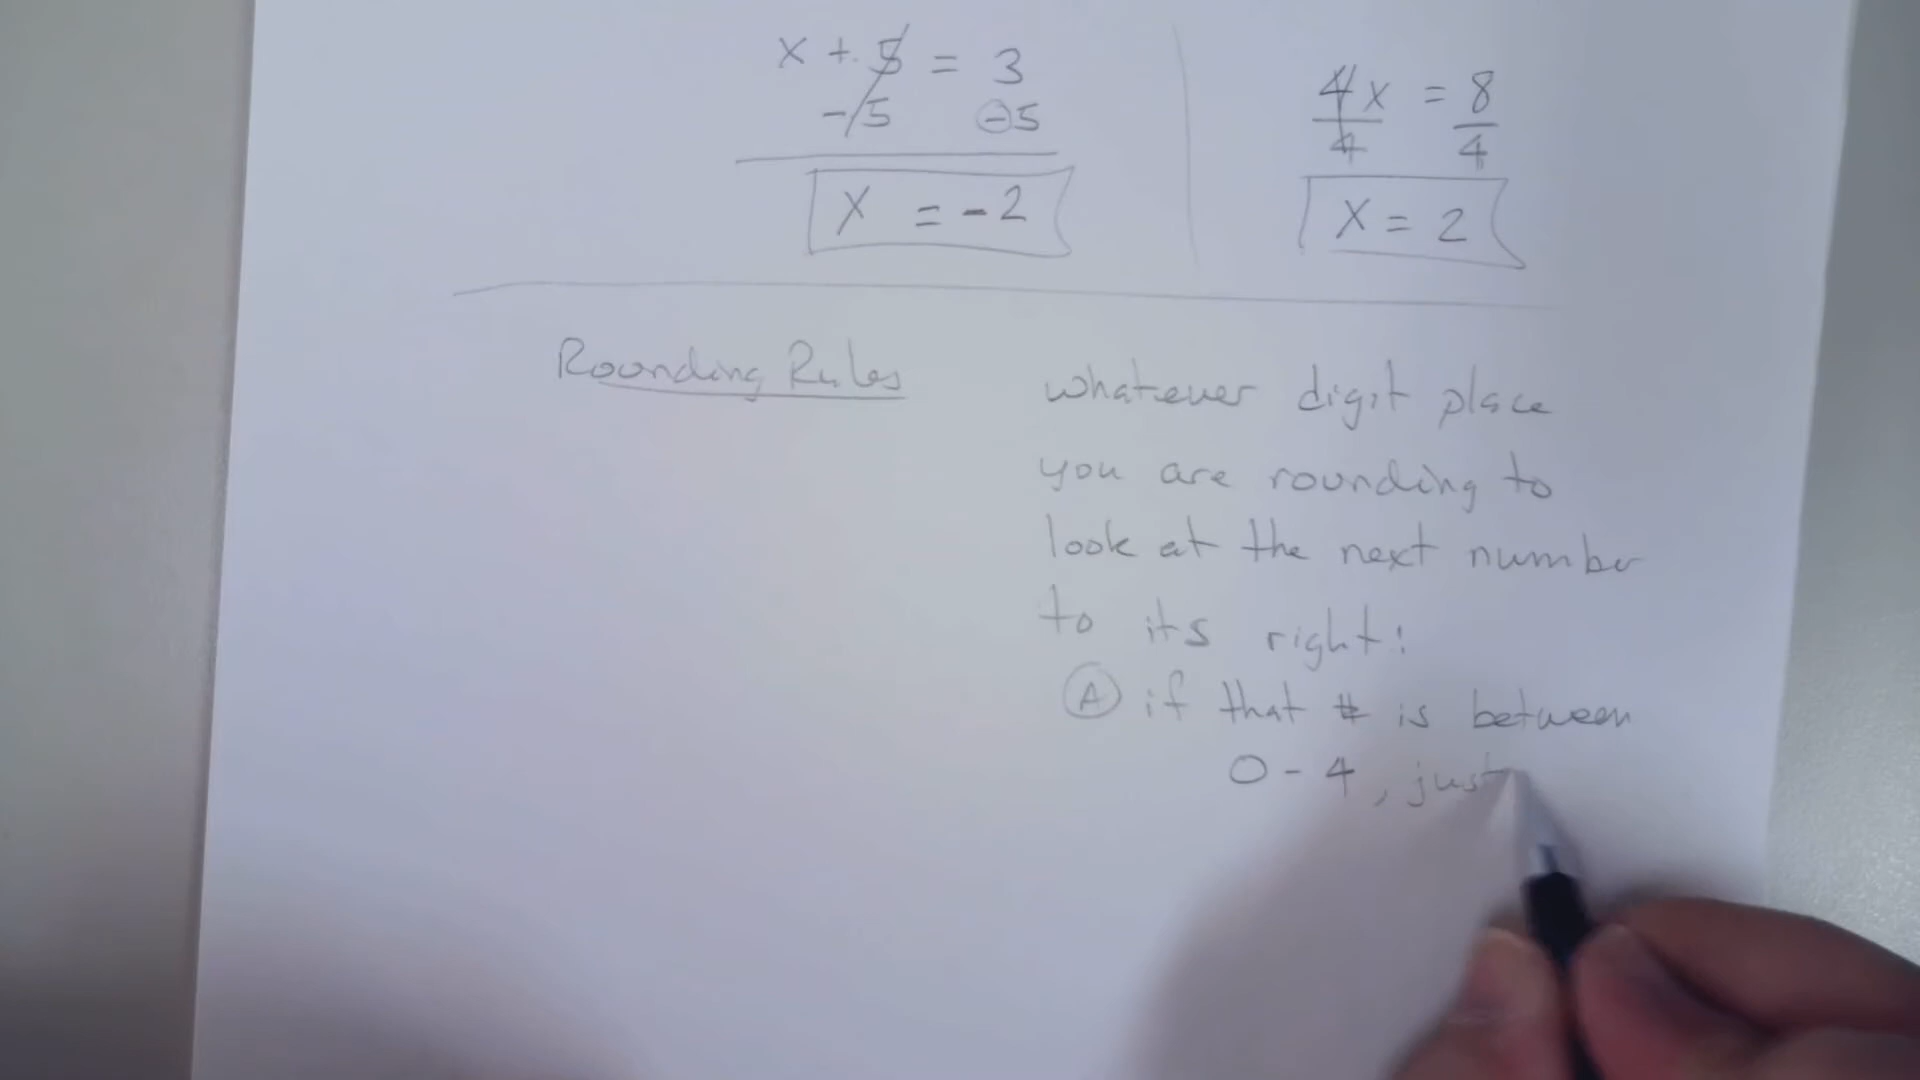 x + 5 = 3
-5 -5
x = -2
4x = 8
4 4
x = 2
Rounding Rules
whatever digit place
you are rounding to
look at the next number
to its right:
A if that # is between
0-4, just